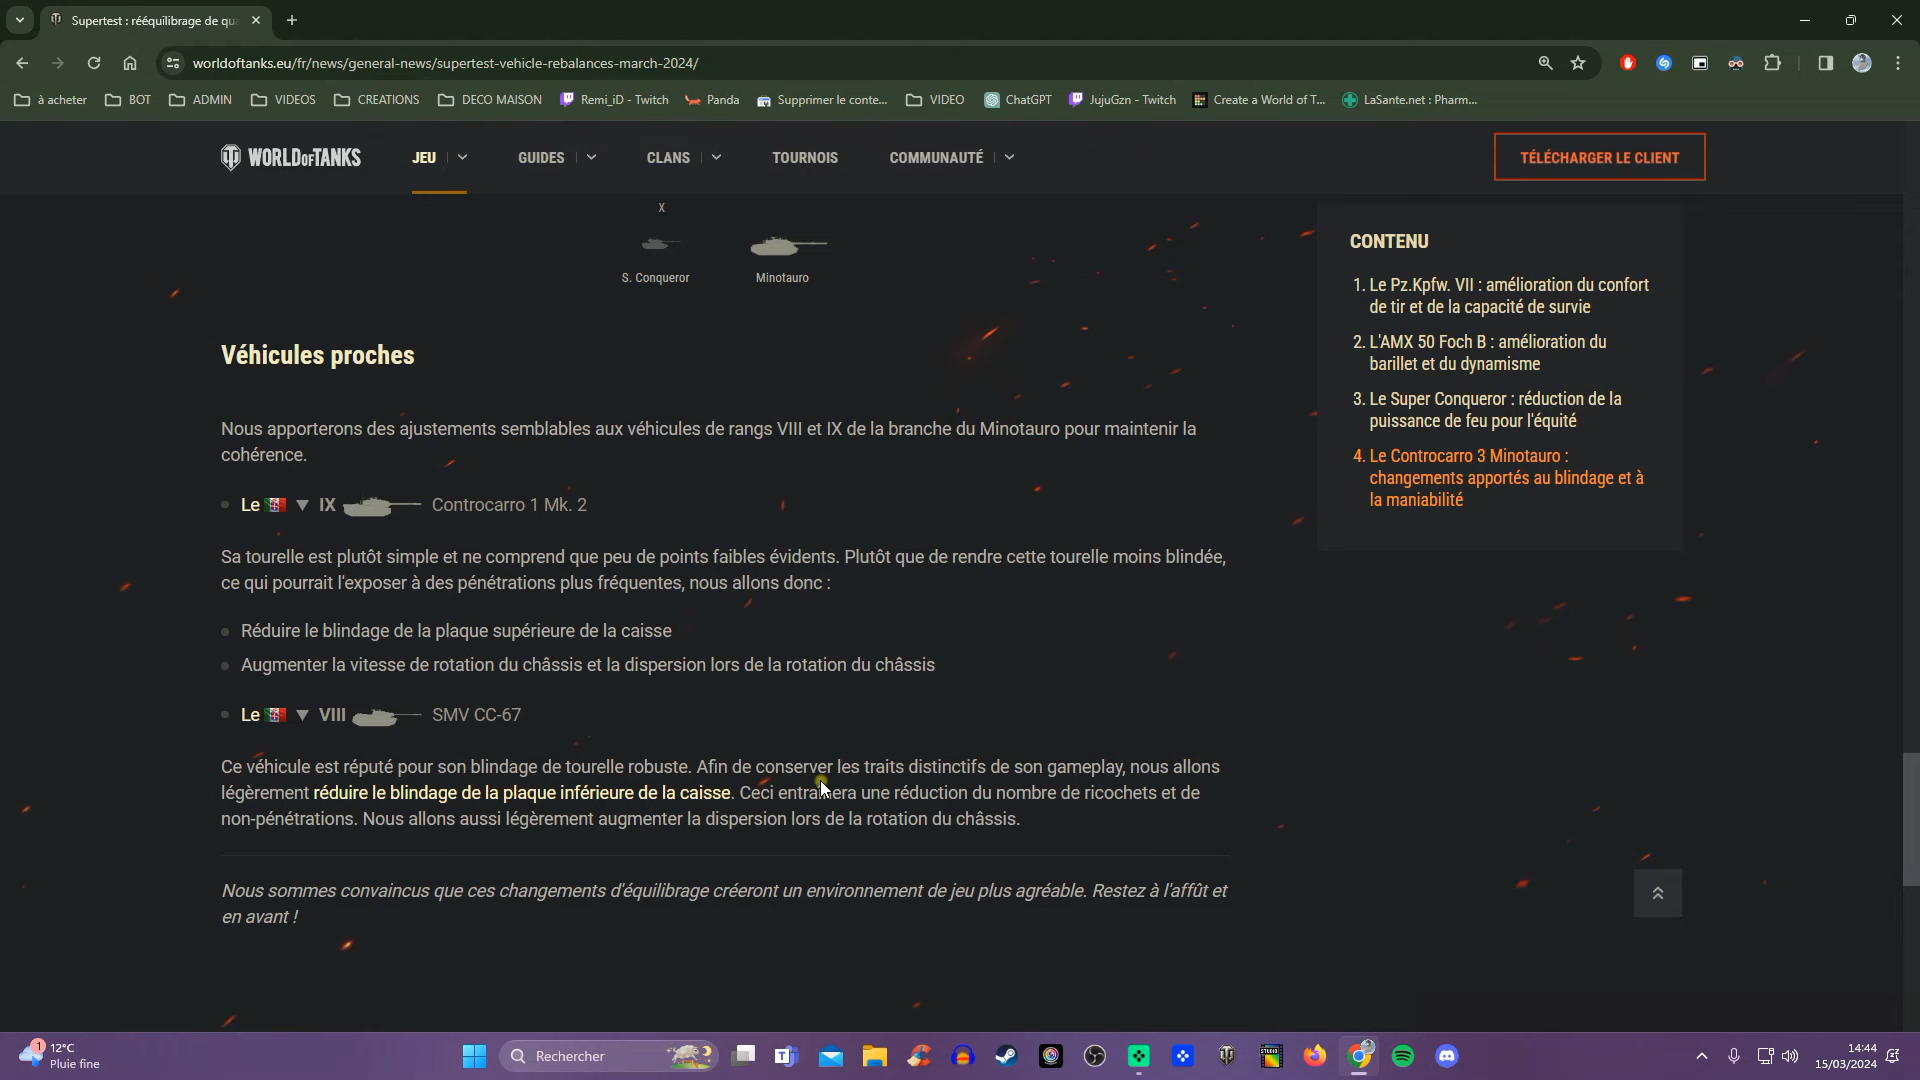 Supertest : rééquilibrage de qu
worldoftanks.eu/fr/news/general-news/supertest-vehicle-rebalances-march-2024/
à acheter
BOT
ADMIN
VIDEOS
CREATIONS
DECO MAISON
Remi_iD - Twitch
Panda
Supprimer le conte...
VIDEO
ChatGPT
JujuGzn - Twitch
Create a World of T...
LaSante.net : Pharm...
WORLD OF TANKS
JEU
GUIDES
CLANS
TOURNOIS
COMMUNAUTÉ
TÉLÉCHARGER LE CLIENT
X
S. Conqueror
Minotauro
Véhicules proches
Nous apporterons des ajustements semblables aux véhicules de rangs VIII et IX de la branche du Minotauro pour maintenir la
cohérence.
Le IX Controcarro 1 Mk. 2
Sa tourelle est plutôt simple et ne comprend que peu de points faibles évidents. Plutôt que de rendre cette tourelle moins blindée,
ce qui pourrait l'exposer à des pénétrations plus fréquentes, nous allons donc :
Réduire le blindage de la plaque supérieure de la caisse
Augmenter la vitesse de rotation du châssis et la dispersion lors de la rotation du châssis
Le VIII SMV CC-67
Ce véhicule est réputé pour son blindage de tourelle robuste. Afin de conserver les traits distinctifs de son gameplay, nous allons
légèrement réduire le blindage de la plaque inférieure de la caisse. Ceci entraînera une réduction du nombre de ricochets et de
non-pénétrations. Nous allons aussi légèrement augmenter la dispersion lors de la rotation du châssis.
Nous sommes convaincus que ces changements d'équilibrage créeront un environnement de jeu plus agréable. Restez à l'affût et
en avant !
CONTENU
1. Le Pz.Kpfw. VII : amélioration du confort
de tir et de la capacité de survie
2. L'AMX 50 Foch B : amélioration du
barillet et du dynamisme
3. Le Super Conqueror : réduction de la
puissance de feu pour l'équité
4. Le Controcarro 3 Minotauro :
changements apportés au blindage et à
la maniabilité
1
12°C
Pluie fine
Rechercher
STUDIO
14:44
15/03/2024